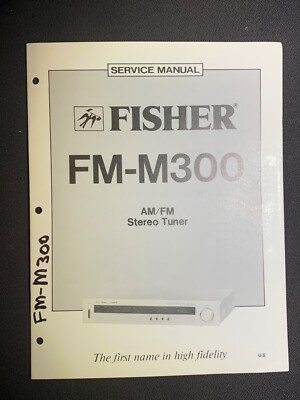 SERVICE MANUAL
FISHER®
FM-M300
AM/FM
Stereo Tuner
FM-M300
The first name in high fidelity
U.S.